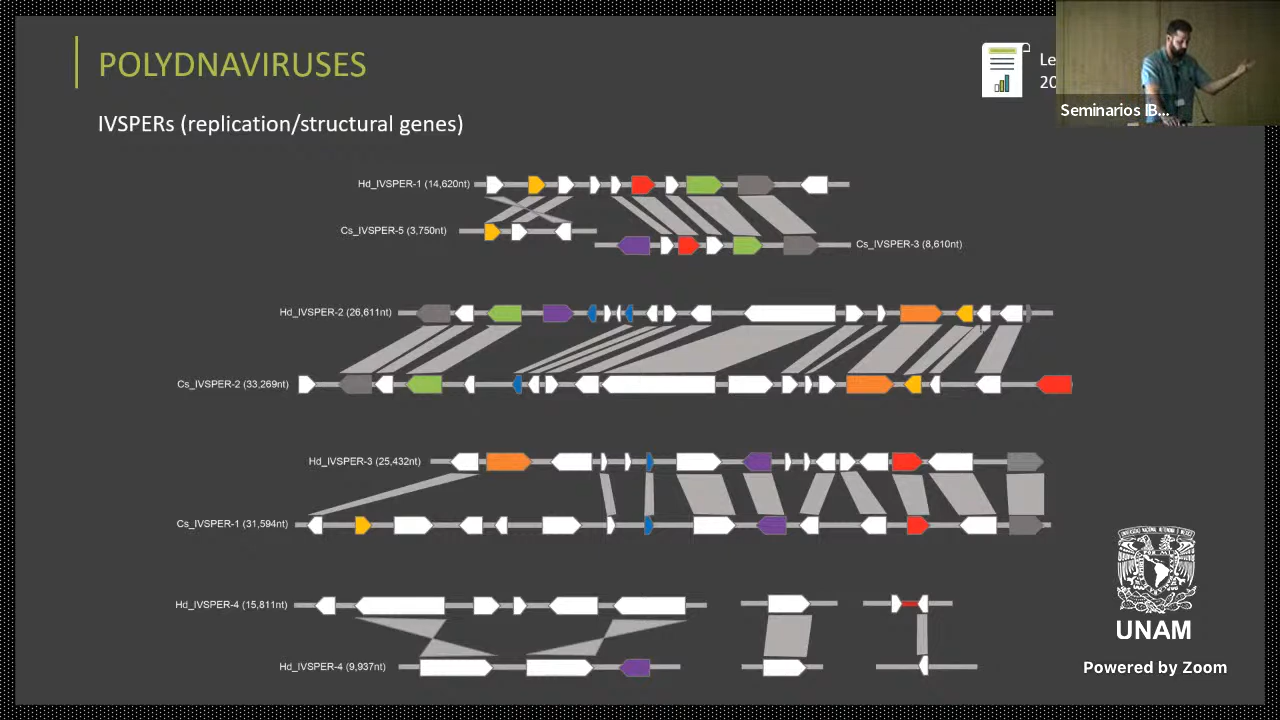 POLYDNAVIRUSES
Le
20
Seminarios IB...
IVSPERs (replication/structural genes)
Hd_IVSPER-1 (14,620nt)
Cs_IVSPER-5 (3,750nt)
Cs_IVSPER-3 (8,610nt)
Hd_IVSPER-2 (26,611nt)
Cs_IVSPER-2 (33,269nt)
Hd_IVSPER-3 (25,432nt)
Cs_IVSPER-1 (31,594nt)
Hd_IVSPER-4 (15,811nt)
Hd_IVSPER-4 (9,937nt)
UNAM
Powered by Zoom